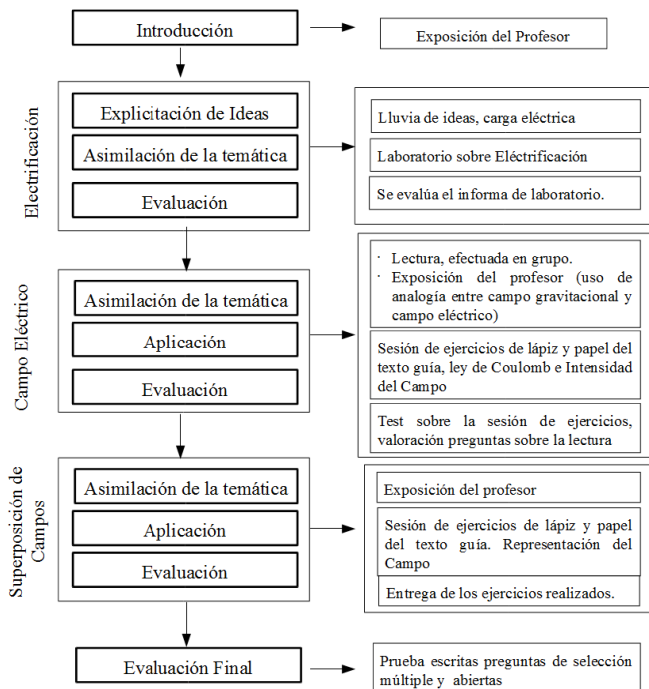 Introducción
Exposición del Profesor
Electrificación
Explicitación de Ideas
Asimilación de la temática
Evaluación
Lluvia de ideas, carga eléctrica
Laboratorio sobre Eléctrificación
Se evalúa el informa de laboratorio.
Campo Eléctrico
Asimilación de la temática
Aplicación
Evaluación
· Lectura, efectuada en grupo.
· Exposición del profesor (uso de
analogía entre campo gravitacional y
campo eléctrico)
Sesión de ejercicios de lápiz y papel del
texto guía, ley de Coulomb e Intensidad
del Campo
Test sobre la sesión de ejercicios,
valoración preguntas sobre la lectura
Superposición de
Campos
Asimilación de la temática
Aplicación
Evaluación
Exposición del profesor
Sesión de ejercicios de lápiz y papel
del texto guía. Representación del
Campo
Entrega de los ejercicios realizados.
Evaluación Final
Prueba escritas preguntas de selección
múltiple y abiertas